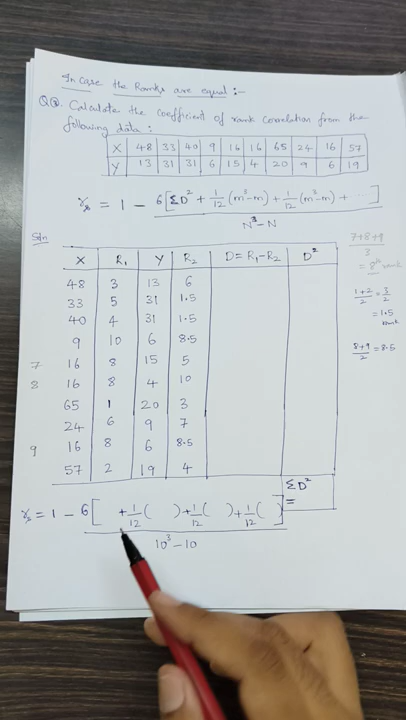 In case the Ranks are equal :-
Q②. Calculate the coefficient of rank correlation from the
following data :
X 48 33 40 9 16 16 65 24 16 57
Y 13 31 31 6 15 4 20 9 6 19
r_s = 1 - 6[ΣD² + 1/12 (m³-m) + 1/12 (m³-m) + ...] / N³-N
Soln
7+8+9 / 3
= 8th rank
1+2 / 2 = 3/2
= 1.5 rank
8+9 / 2 = 8.5
X R₁ Y R₂ D = R₁-R₂ D²
48 3 13 6
33 5 31 1.5
40 4 31 1.5
9 10 6 8.5
7 16 8 15 5
8 16 8 4 10
65 1 20 3
24 6 9 7
9 16 8 6 8.5
57 2 19 4
ΣD² =
r_s = 1 - 6[ + 1/12 ( ) + 1/12 ( ) + 1/12 ( )] / 10³-10